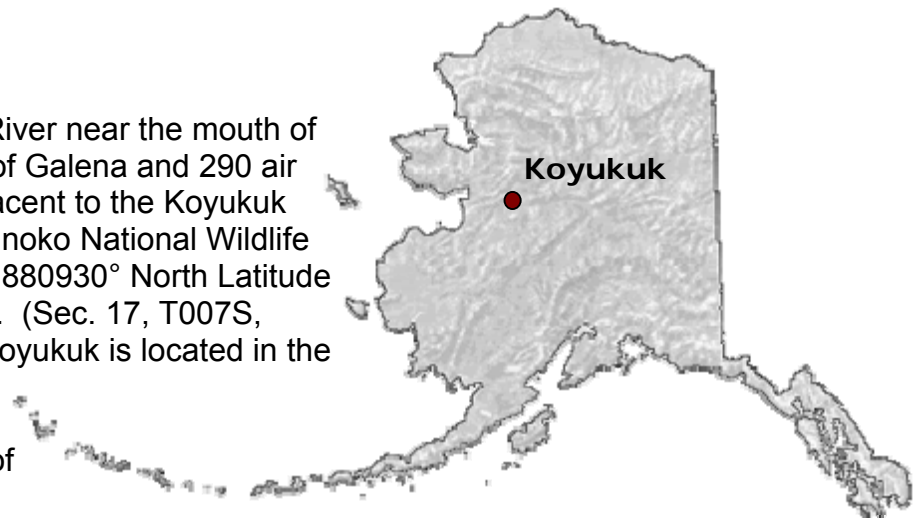 River near the mouth of
of Galena and 290 air
acent to the Koyukuk
noko National Wildlife
880930° North Latitude
. (Sec. 17, T007S,
oyukuk is located in the
of
Koyukuk